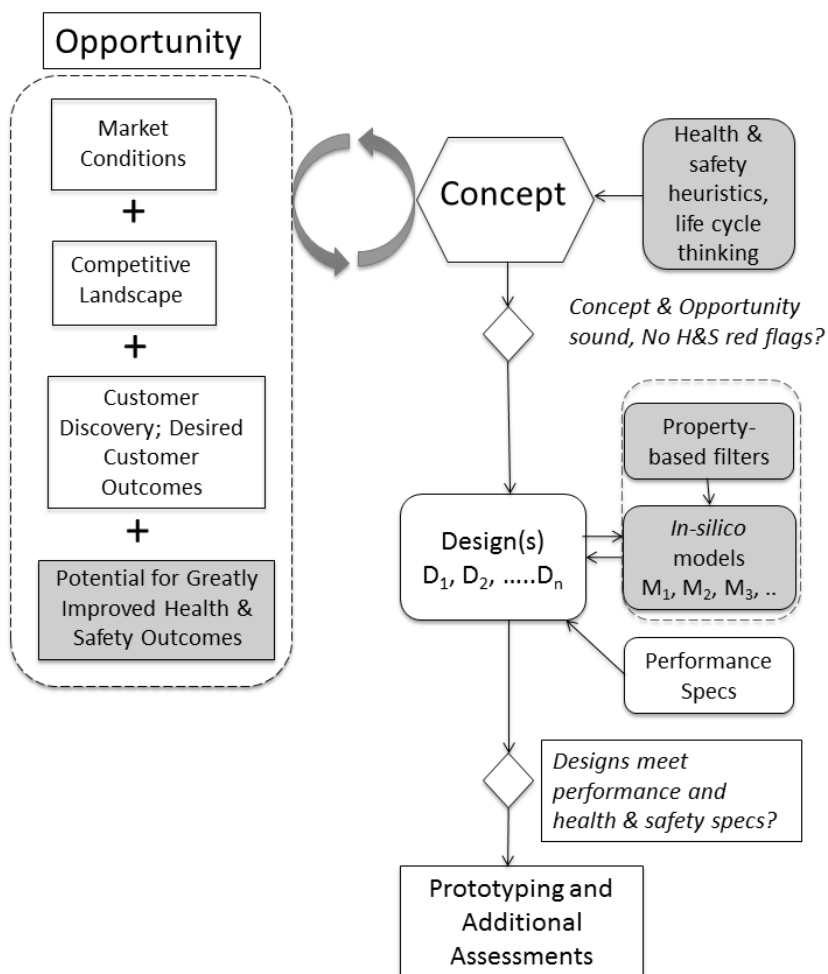 Opportunity
Market
Conditions
+
Competitive
Landscape
+
Customer
Discovery; Desired
Customer
Outcomes
+
Potential for Greatly
Improved Health &
Safety Outcomes
Concept
Health &
safety
heuristics,
life cycle
thinking
Concept & Opportunity
sound, No H&S red flags?
Property-
based filters
In-silico
models
M₁, M₂, M₃, ..
Design(s)
D₁, D₂, .....Dₙ
Performance
Specs
Designs meet
performance and
health & safety specs?
Prototyping and
Additional
Assessments